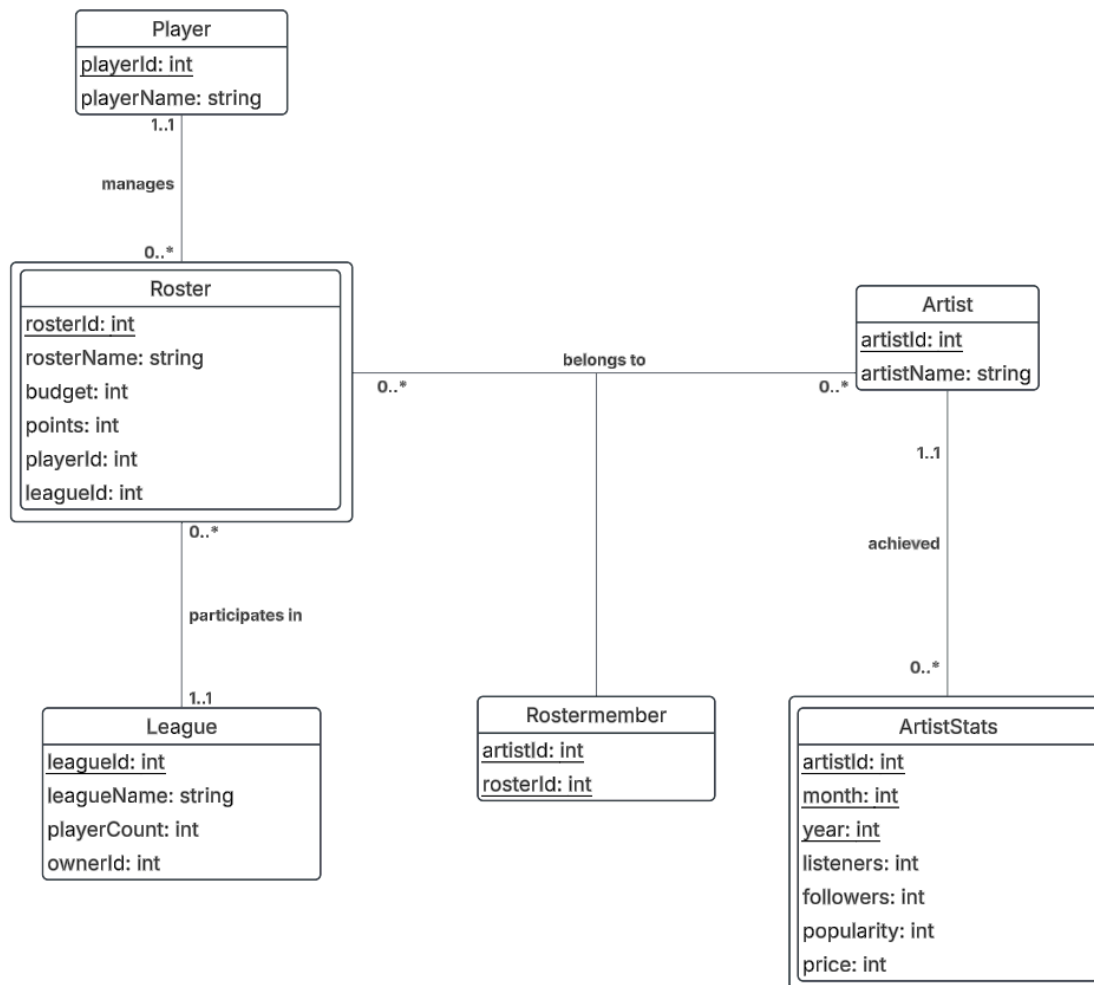 Player
playerId: int
playerName: string
1..1
manages
0..*
Roster
rosterId: int
rosterName: string
budget: int
points: int
playerId: int
leagueId: int
0..*
belongs to
0..*
Artist
artistId: int
artistName: string
1..1
achieved
0..*
0..*
participates in
1..1
League
leagueId: int
leagueName: string
playerCount: int
ownerId: int
Rostermember
artistId: int
rosterId: int
ArtistStats
artistId: int
month: int
year: int
listeners: int
followers: int
popularity: int
price: int